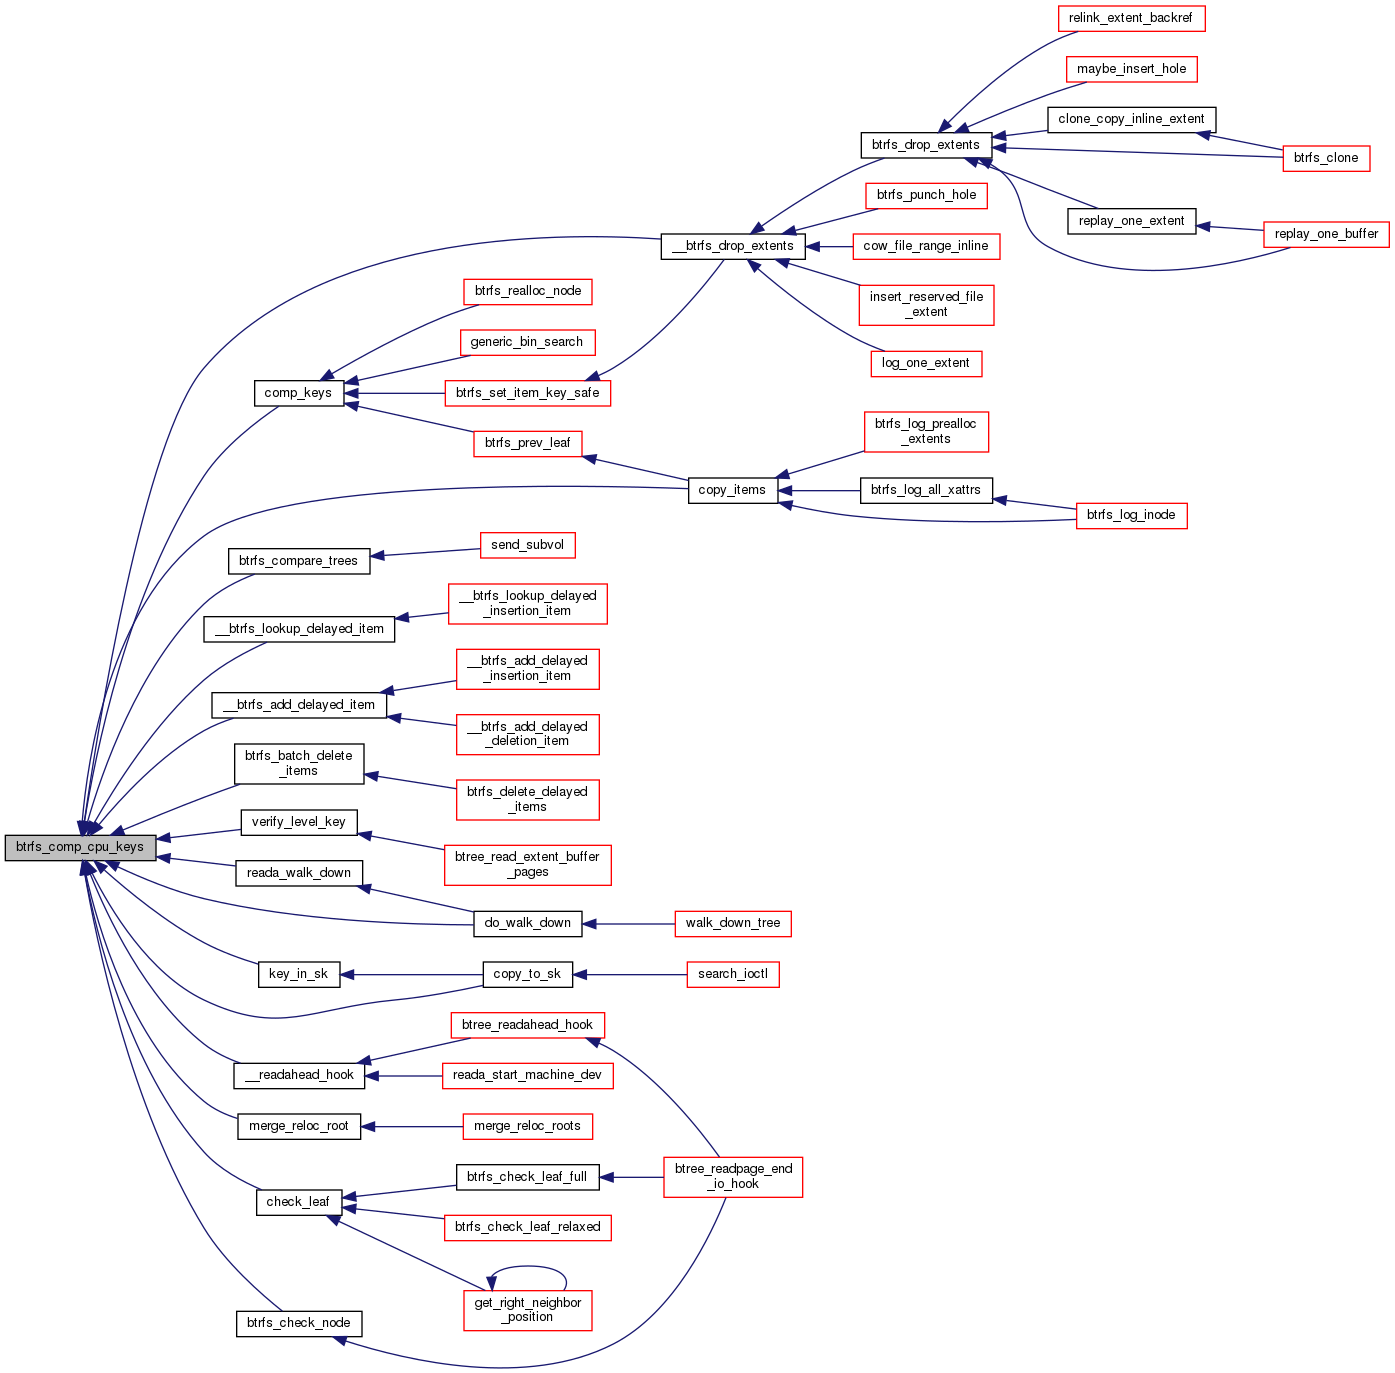 relink_extent_backref
maybe_insert_hole
clone_copy_inline_extent
btrfs_drop_extents
btrfs_clone
btrfs_punch_hole
replay_one_extent
replay_one_buffer
__btrfs_drop_extents
cow_file_range_inline
btrfs_realloc_node
insert_reserved_file
_extent
generic_bin_search
log_one_extent
comp_keys
btrfs_set_item_key_safe
btrfs_log_prealloc
_extents
btrfs_prev_leaf
copy_items
btrfs_log_all_xattrs
btrfs_log_inode
send_subvol
btrfs_compare_trees
__btrfs_lookup_delayed
_insertion_item
__btrfs_lookup_delayed_item
__btrfs_add_delayed
_insertion_item
__btrfs_add_delayed_item
__btrfs_add_delayed
_deletion_item
btrfs_batch_delete
_items
btrfs_delete_delayed
_items
verify_level_key
btrfs_comp_cpu_keys
btree_read_extent_buffer
_pages
reada_walk_down
do_walk_down
walk_down_tree
key_in_sk
copy_to_sk
search_ioctl
btree_readahead_hook
__readahead_hook
reada_start_machine_dev
merge_reloc_root
merge_reloc_roots
btrfs_check_leaf_full
btree_readpage_end
_io_hook
check_leaf
btrfs_check_leaf_relaxed
get_right_neighbor
_position
btrfs_check_node